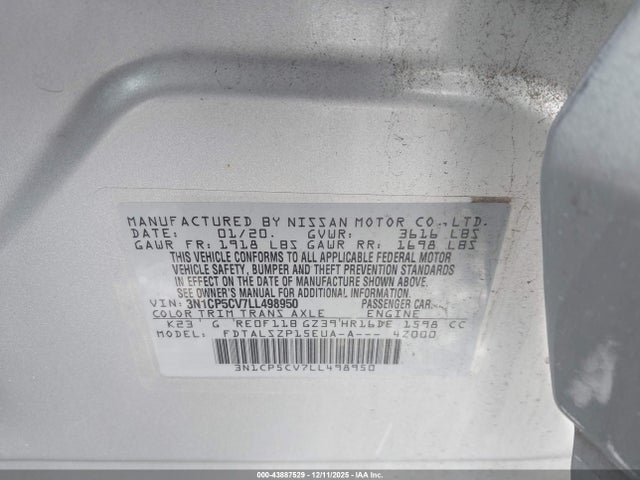 MANUFACTURED BY NISSAN MOTOR CO., LTD.
DATE: 01/20. GVWR: 3616 LBS
GAWR FR: 1918 LBS GAWR RR: 1698 LBS
THIS VEHICLE CONFORMS TO ALL APPLICABLE FEDERAL MOTOR
VEHICLE SAFETY, BUMPER AND THEFT PREVENTION STANDARDS
IN EFFECT ON THE DATE OF MANUFACTURE SHOWN ABOVE.
SEE OWNER'S MANUAL FOR ADDITIONAL INFORMATION
VIN: 3N1CP5CV7LL498950 PASSENGER CAR
COLOR TRIM TRANS AXLE ENGINE
K23 G RE0F11B GZ39 HR16DE 1598 CC
MODEL: FDTALSZP15EUA-A--- 4Z000
3N1CP5CV7LL498950
000-43887529 - 12/11/2025 - IAA Inc.